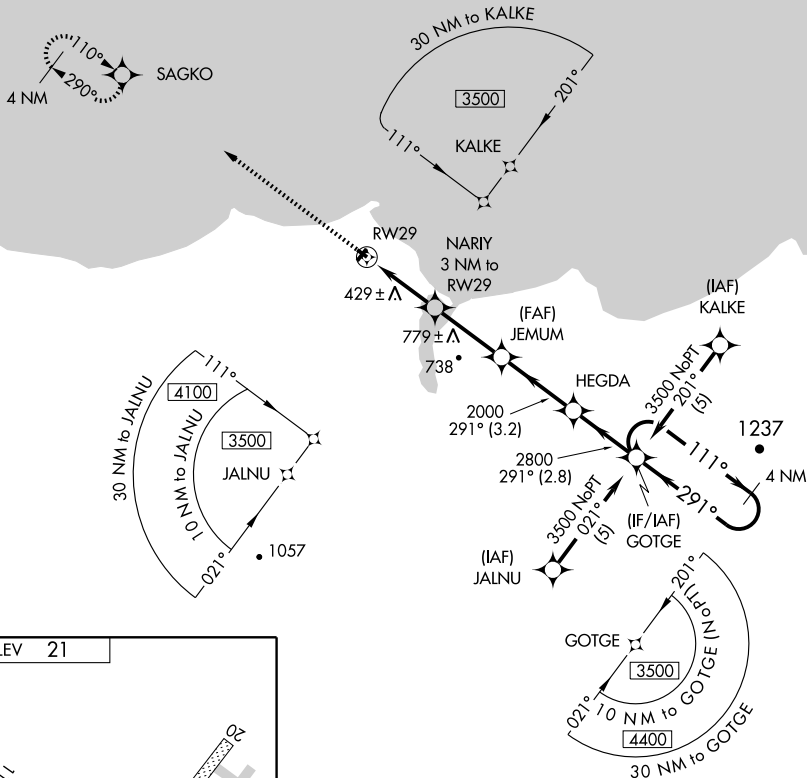 30 NM to KALKE
110°
290°
4 NM
SAGKO
3500
201°
111°
KALKE
RW29
NARIY
3 NM to
RW29
429 ±
779 ±
738
(FAF)
JEMUM
(IAF)
KALKE
HEGDA
3500 NoPT
201°
(5)
2000
291° (3.2)
2800
291° (2.8)
111°
1237
4 NM
291°
(IF/IAF)
GOTGE
3500 NoPT
021°
(5)
(IAF)
JALNU
111°
4100
30 NM to JALNU
10 NM to JALNU
3500
JALNU
021°
1057
201°
GOTGE
3500
10 NM to GOTGE (NoPT)
021°
4400
30 NM to GOTGE
LEV 21
20